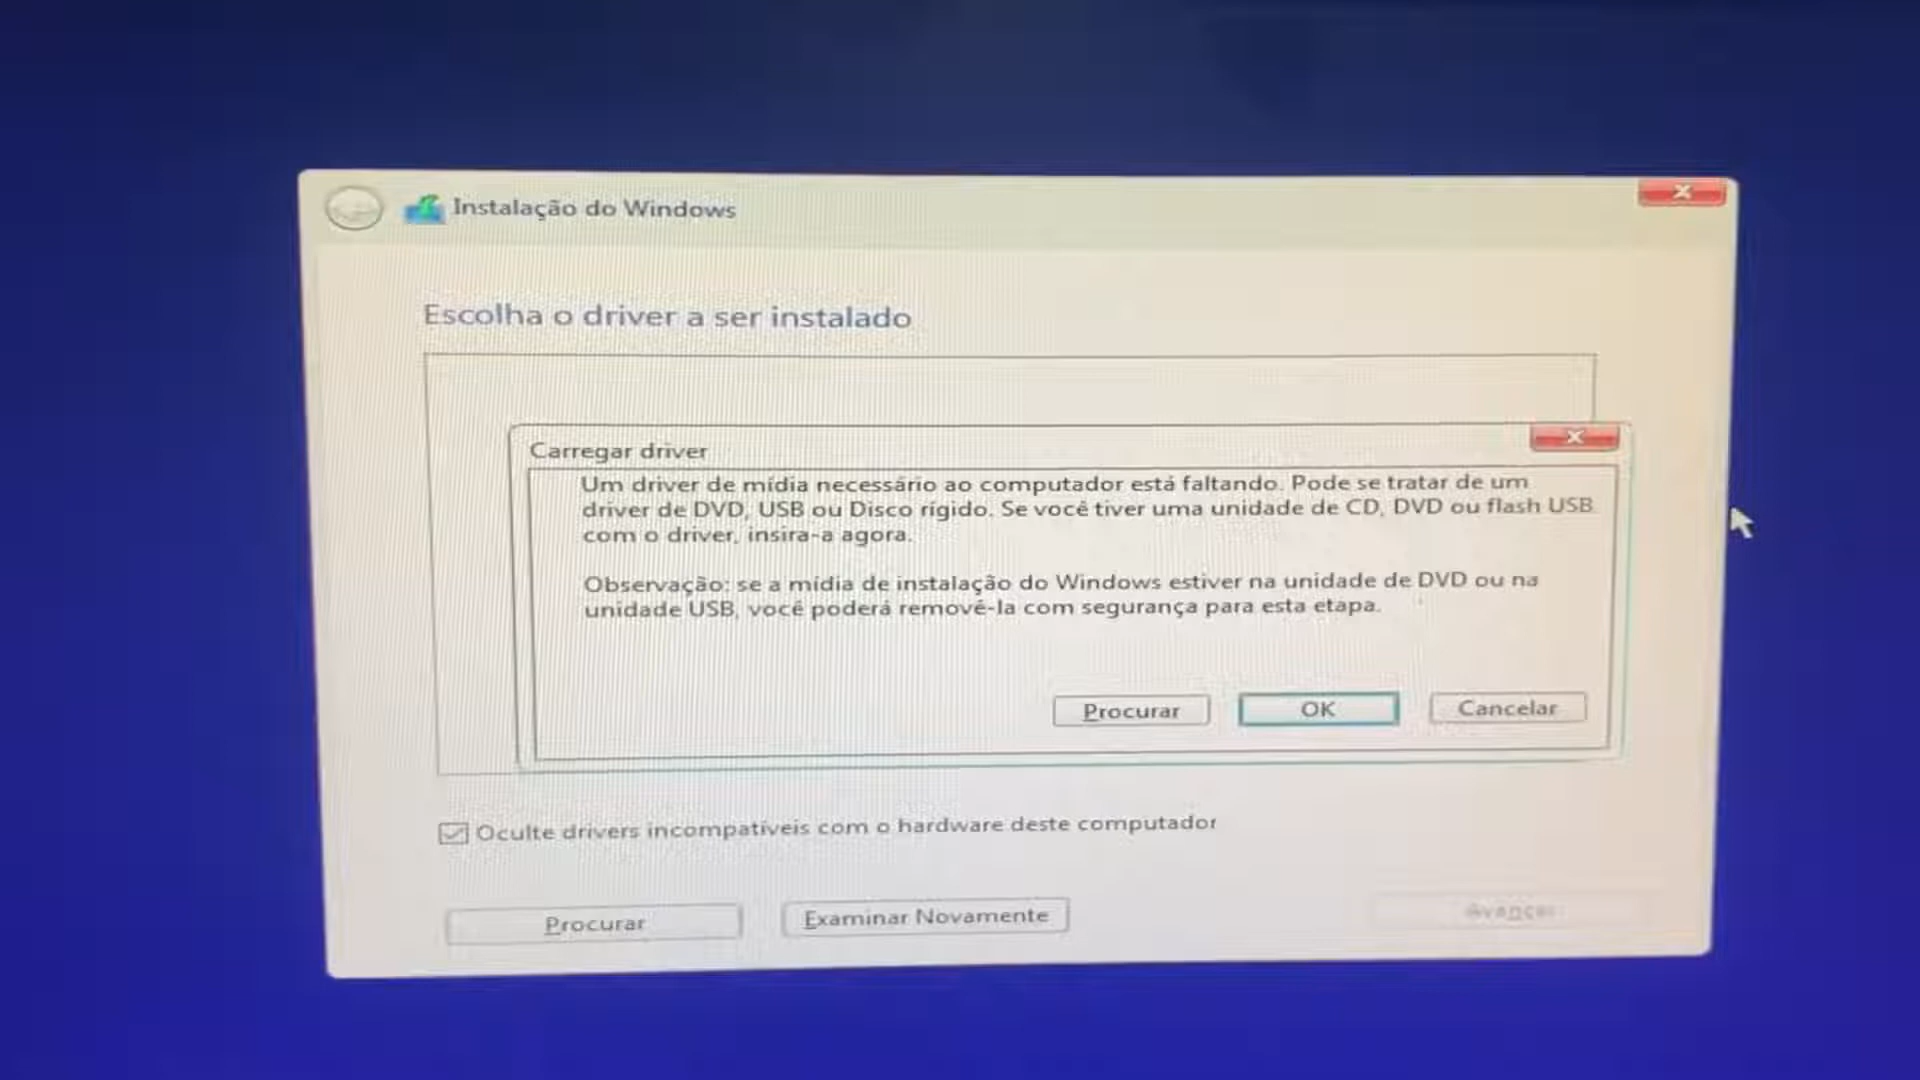 Instalação do Windows
Escolha o driver a ser instalado
Carregar driver
Um driver de mídia necessário ao computador está faltando. Pode se tratar de um
driver de DVD, USB ou Disco rígido. Se você tiver uma unidade de CD, DVD ou flash USB
com o driver, insira-a agora.
Observação: se a mídia de instalação do Windows estiver na unidade de DVD ou na
unidade USB, você poderá removê-la com segurança para esta etapa.
Procurar OK Cancelar
Oculte drivers incompatíveis com o hardware deste computador
Procurar Examinar Novamente Avançar